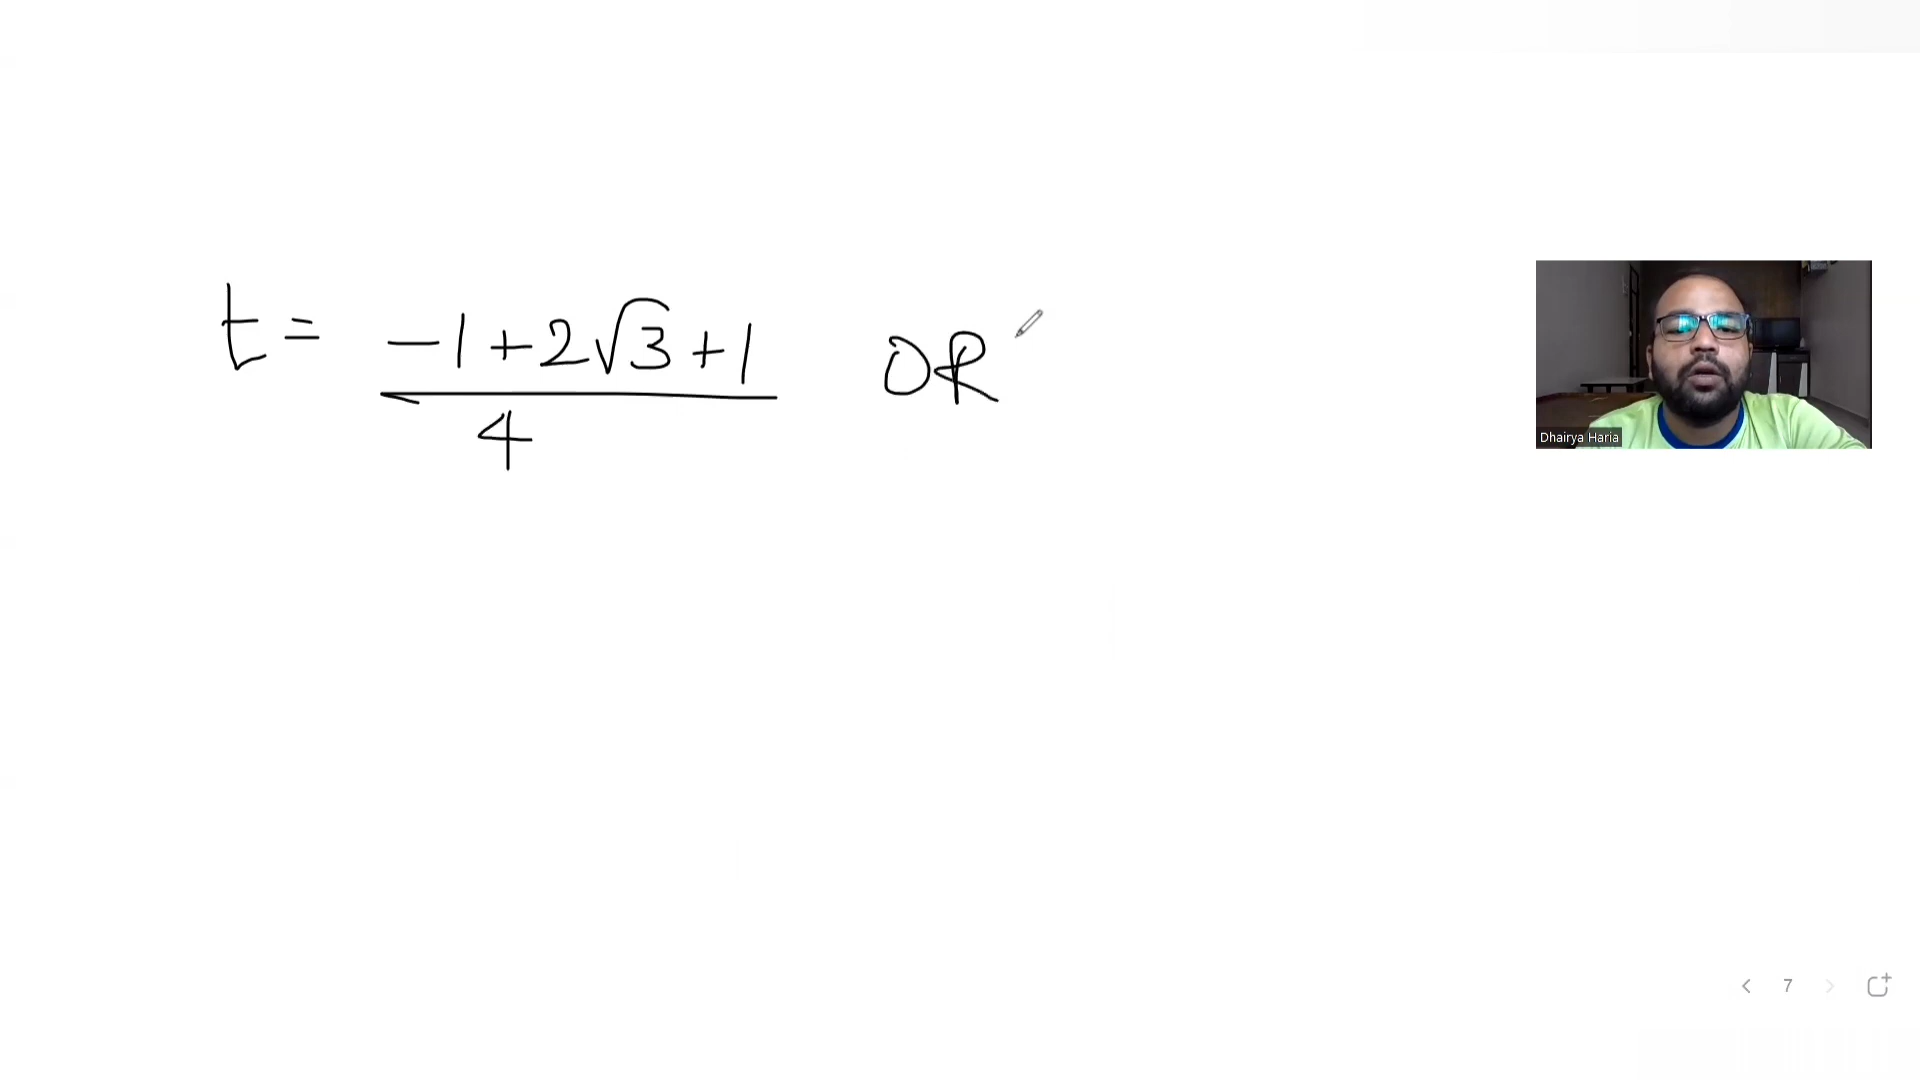 t = (-1 + 2√3 + 1) / 4 OR
Dhairya Haria
7